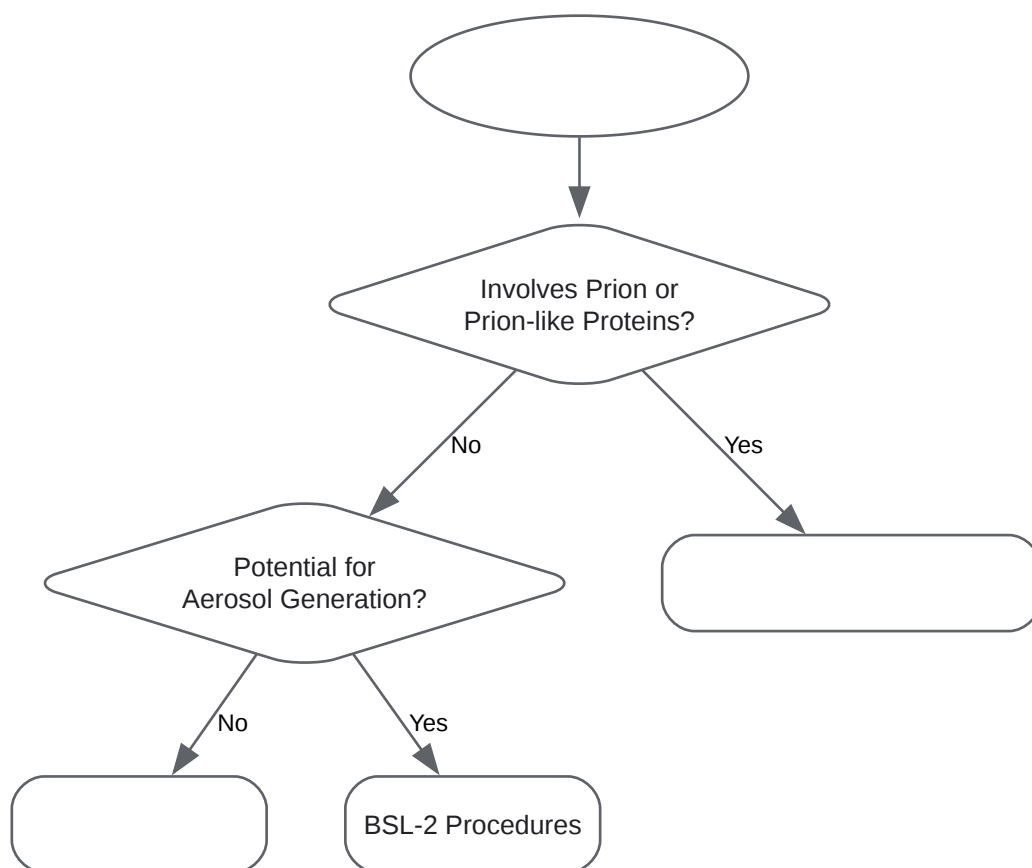 Involves Prion or
Prion-like Proteins?
No
Yes
Potential for
Aerosol Generation?
No
Yes
BSL-2 Procedures